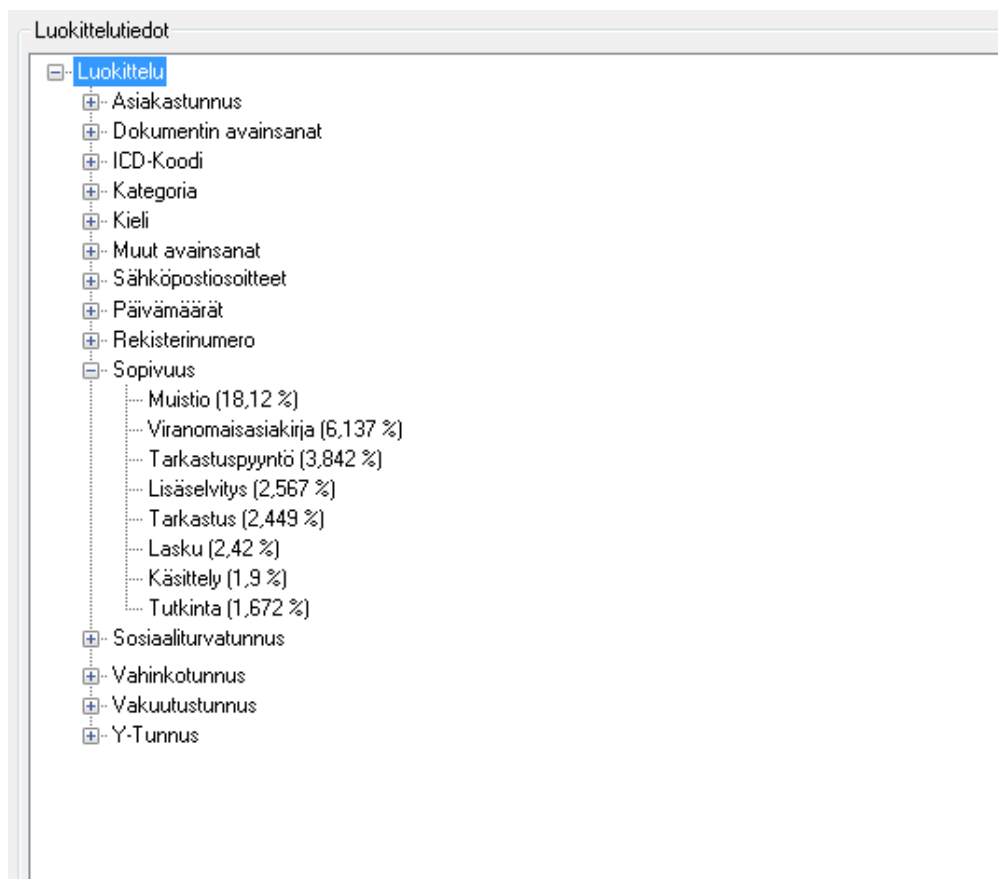 Luokittelutiedot
Luokittelu
Asiakastunnus
Dokumentin avainsanat
ICD-Koodi
Kategoria
Kieli
Muut avainsanat
Sähköpostiosoitteet
Päivämäärät
Rekisterinumero
Sopivuus
Muistio (18,12 %)
Viranomaisasiakirja (6,137 %)
Tarkastuspyyntö (3,842 %)
Lisäselvitys (2,567 %)
Tarkastus (2,449 %)
Lasku (2,42 %)
Käsittely (1,9 %)
Tutkinta (1,672 %)
Sosiaaliturvatunnus
Vahinkotunnus
Vakuutustunnus
Y-Tunnus